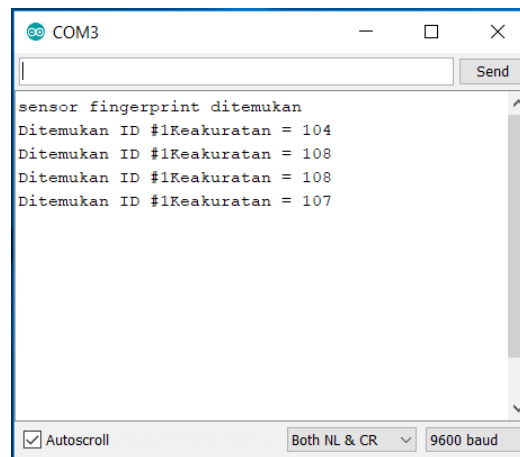 COM3
Send
sensor fingerprint ditemukan
Ditemukan ID #1Keakuratan = 104
Ditemukan ID #1Keakuratan = 108
Ditemukan ID #1Keakuratan = 108
Ditemukan ID #1Keakuratan = 107
Autoscroll
Both NL & CR
9600 baud